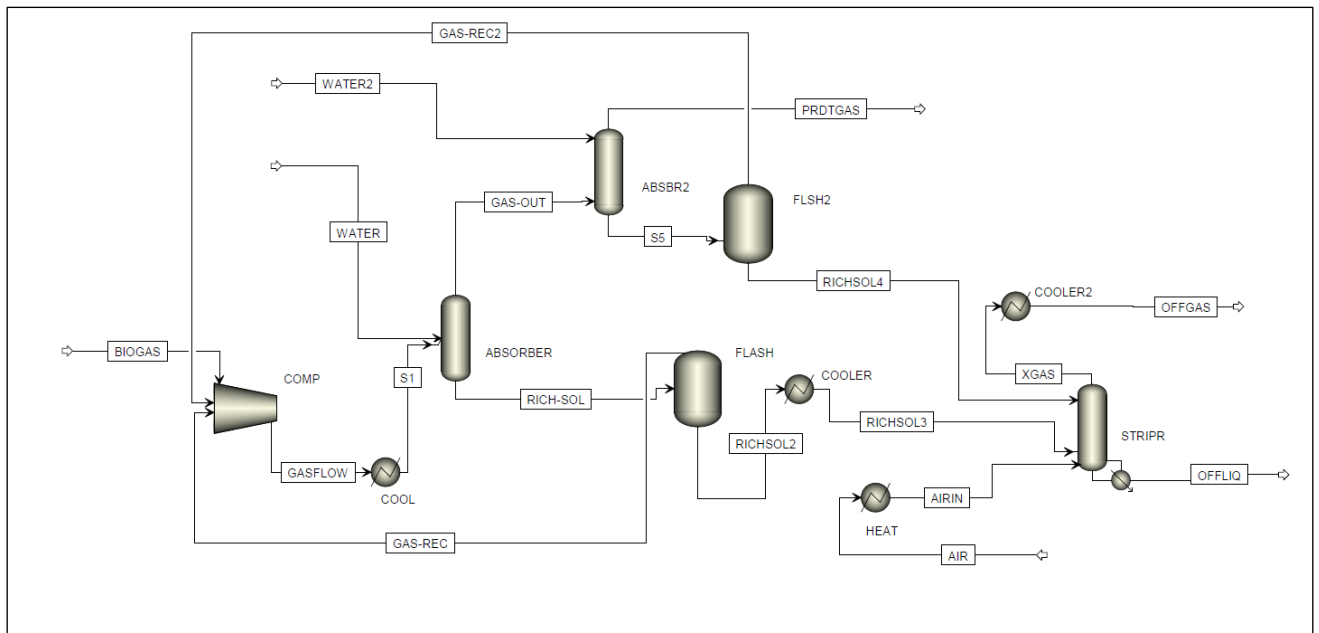 GAS-REC2
WATER2
PRDTGAS
ABSBR2
FLSH2
GAS-OUT
WATER
S5
RICHSOL4
COOLER2
OFFGAS
BIOGAS
COMP
S1
ABSORBER
FLASH
COOLER
XGAS
RICH-SOL
RICHSOL3
STRIPR
RICHSOL2
GASFLOW
COOL
OFFLIQ
AIRIN
HEAT
GAS-REC
AIR